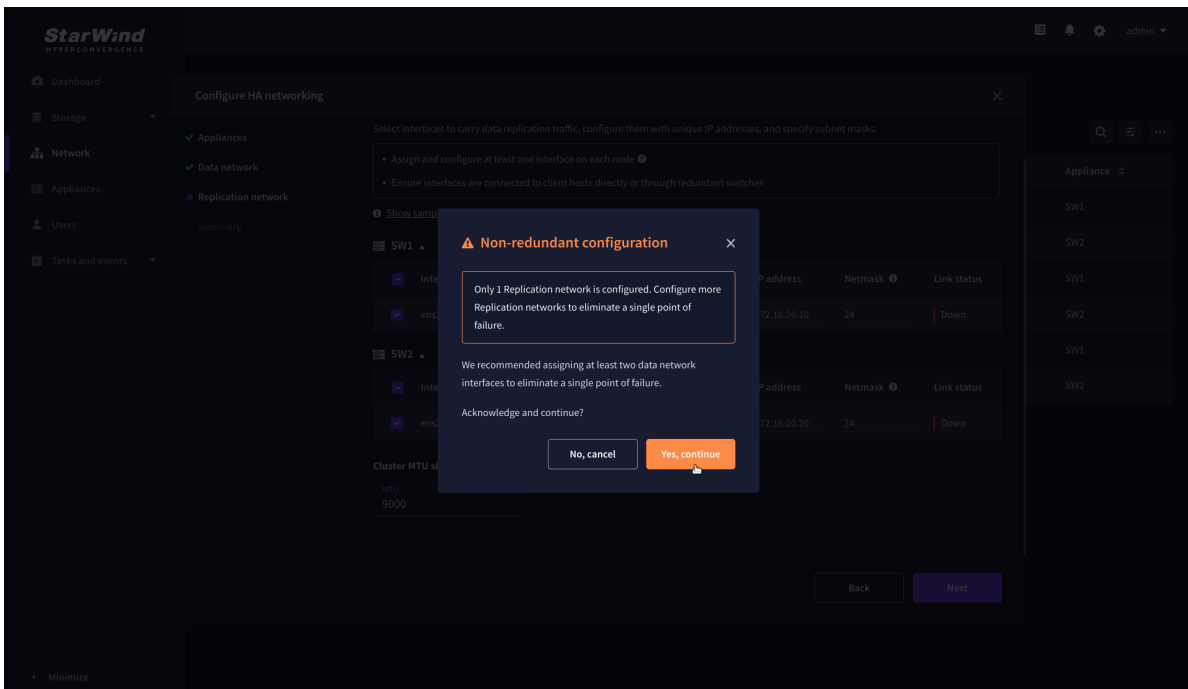 StarWind
HYPERCONVERGENCE
admin
Dashboard
Storage
Network
Appliances
Users
Tasks and events
Minimize
Configure HA networking
Appliances
Data network
Replication network
Summary
Select interfaces to carry data replication traffic, configure them with unique IP addresses, and specify subnet masks.
• Assign and configure at least one interface on each node
• Ensure interfaces are connected to client hosts directly or through redundant switches
Show samp
SW1
Inte
P address Netmask Link status
ens
72.16.20.10 24 Down
SW2
Inte
P address Netmask Link status
ens
72.16.20.20 24 Down
Cluster MTU si
MTU
9000
Back Next
Appliance
SW1
SW2
SW1
SW2
SW1
SW2
Non-redundant configuration
Only 1 Replication network is configured. Configure more
Replication networks to eliminate a single point of
failure.
We recommended assigning at least two data network
interfaces to eliminate a single point of failure.
Acknowledge and continue?
No, cancel Yes, continue